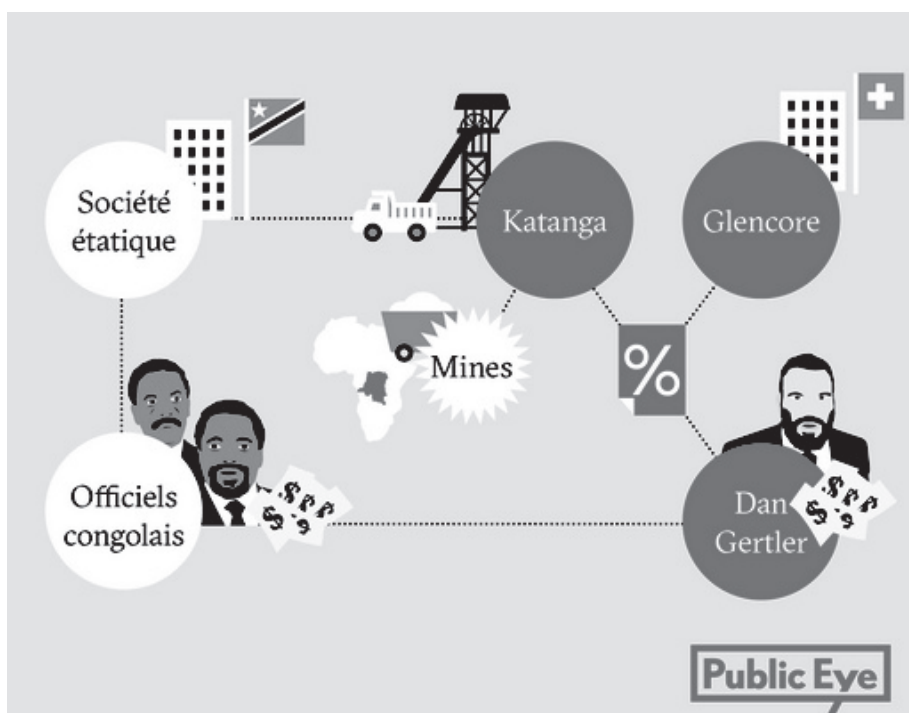 Société
étatique
Katanga
Glencore
Mines
%
Officiels
congolais
Dan
Gertler
Public Eye